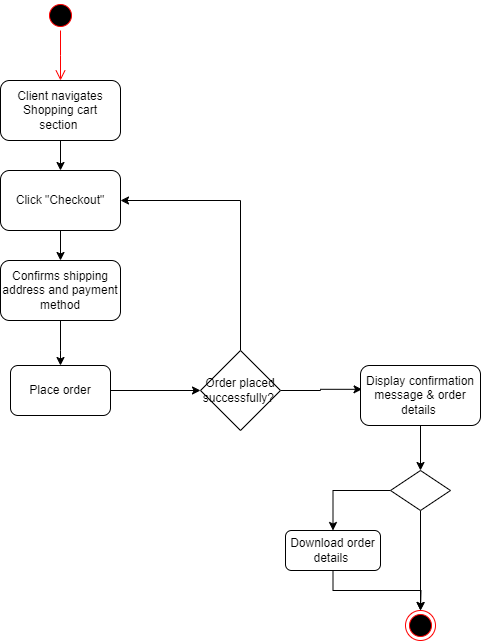 Client navigates
Shopping cart
section
Click "Checkout"
Confirms shipping
address and payment
method
Place order
Order placed
successfully?
Display confirmation
message & order
details
Download order
details